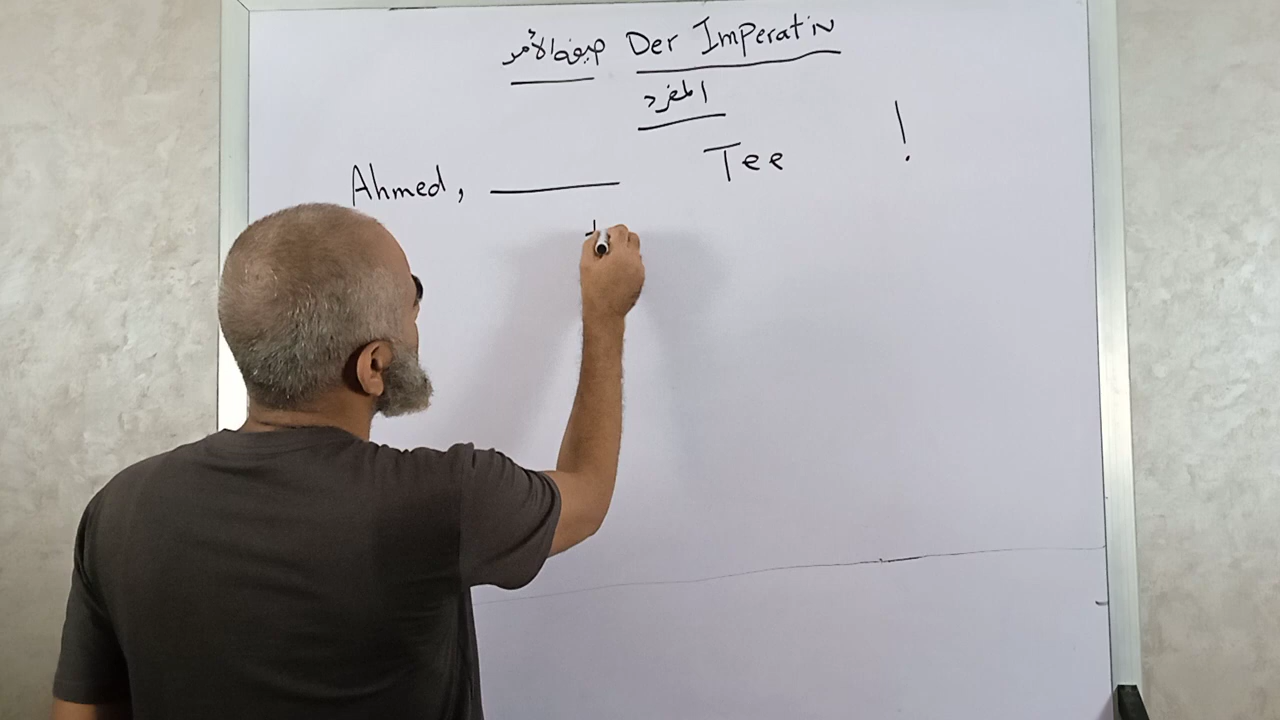 صيغة الأمر Der Imperativ
المفرد
Ahmed, ______ Tee !